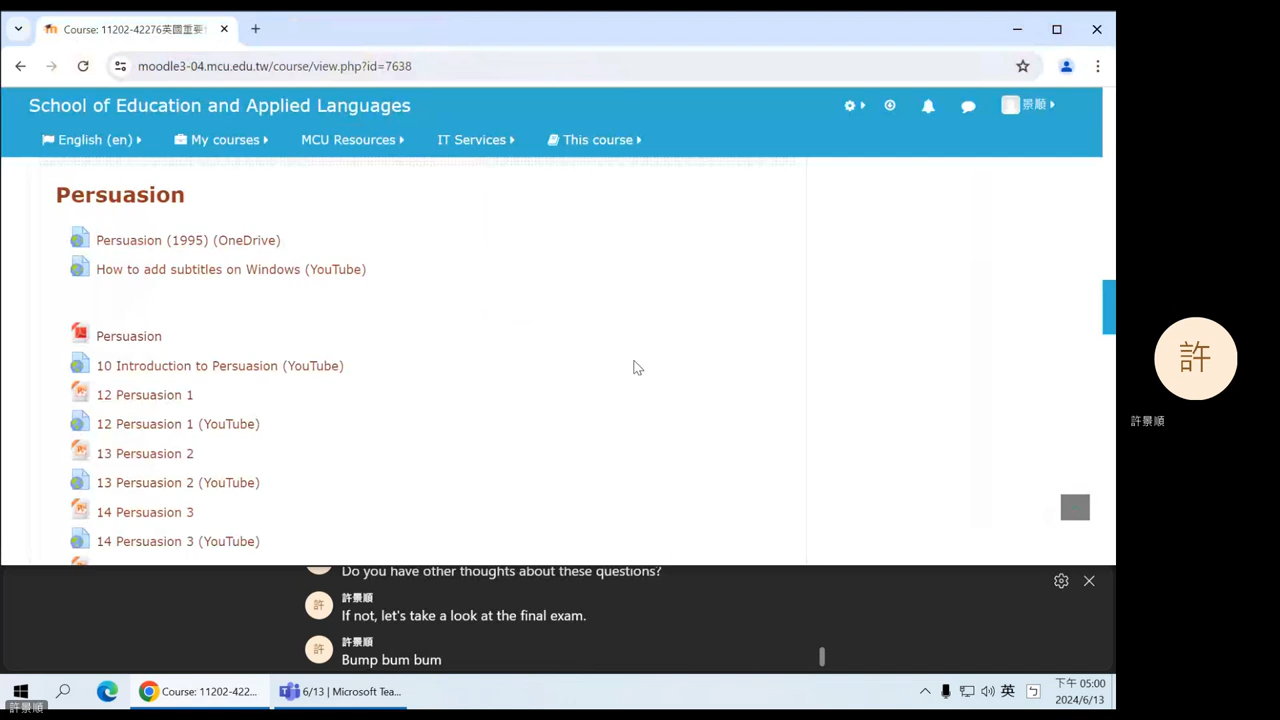 Course: 11202-42276英國重要
moodle3-04.mcu.edu.tw/course/view.php?id=7638
School of Education and Applied Languages
景順
English (en)
My courses
MCU Resources
IT Services
This course
Persuasion
Persuasion (1995) (OneDrive)
How to add subtitles on Windows (YouTube)
Persuasion
10 Introduction to Persuasion (YouTube)
12 Persuasion 1
12 Persuasion 1 (YouTube)
13 Persuasion 2
13 Persuasion 2 (YouTube)
14 Persuasion 3
14 Persuasion 3 (YouTube)
許
許景順
Do you have other thoughts about these questions?
許
許景順
If not, let's take a look at the final exam.
許
許景順
Bump bum bum
Course: 11202-422...
6/13 | Microsoft Tea...
英
ㄅ
下午 05:00
2024/6/13
許景順